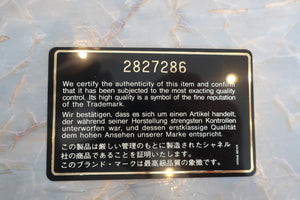 2827286
We certify the authenticity of this item and confirm
that it has been subjected to the most exacting quality
control. Its high quality is a symbol of the fine reputation
of the Trademark.
Wir bestätigen, dass es sich um einen Artikel handelt,
der während seiner Herstellung strengsten Kontrollen
unterworfen war, und dessen erstklassige Qualität
dem hohen Ansehen unserer Marke entspricht.
この製品は厳しい管理のもとに製造されたシャネル
社の商品であることを証明いたします。
このブランド・マークは最高級品質の象徴です。